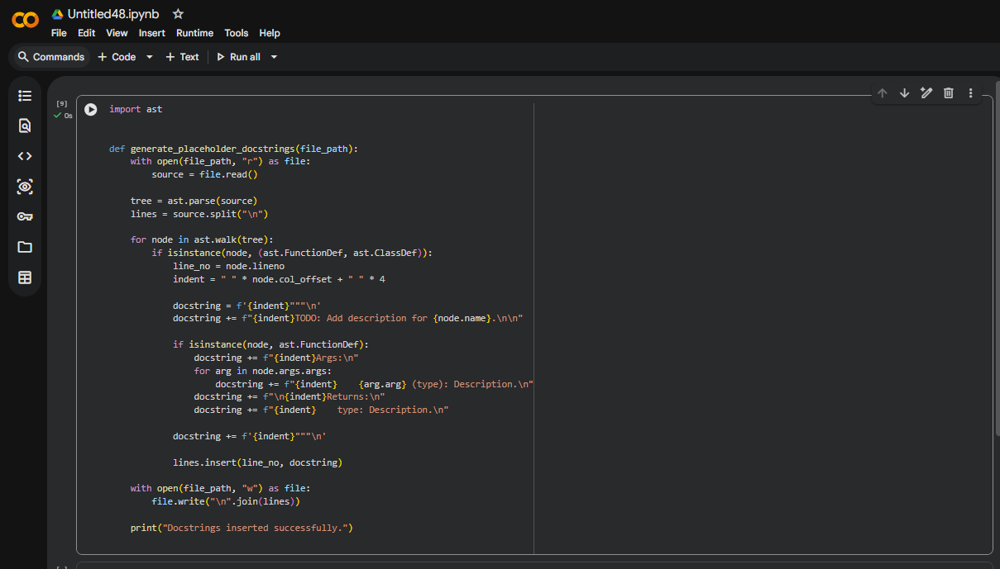 CO Untitled48.ipynb
File Edit View Insert Runtime Tools Help
Commands + Code + Text Run all
[9]
0s
import ast
def generate_placeholder_docstrings(file_path):
    with open(file_path, "r") as file:
        source = file.read()
    tree = ast.parse(source)
    lines = source.split("\n")
    for node in ast.walk(tree):
        if isinstance(node, (ast.FunctionDef, ast.ClassDef)):
            line_no = node.lineno
            indent = " " * node.col_offset + " " * 4
            docstring = f'{indent}"""\n'
            docstring += f"{indent}TODO: Add description for {node.name}.\n\n"
            if isinstance(node, ast.FunctionDef):
                docstring += f"{indent}Args:\n"
                for arg in node.args.args:
                    docstring += f"{indent}    {arg.arg} (type): Description.\n"
                docstring += f"\n{indent}Returns:\n"
                docstring += f"{indent}    type: Description.\n"
            docstring += f'{indent}"""\n'
            lines.insert(line_no, docstring)
    with open(file_path, "w") as file:
        file.write("\n".join(lines))
    print("Docstrings inserted successfully.")